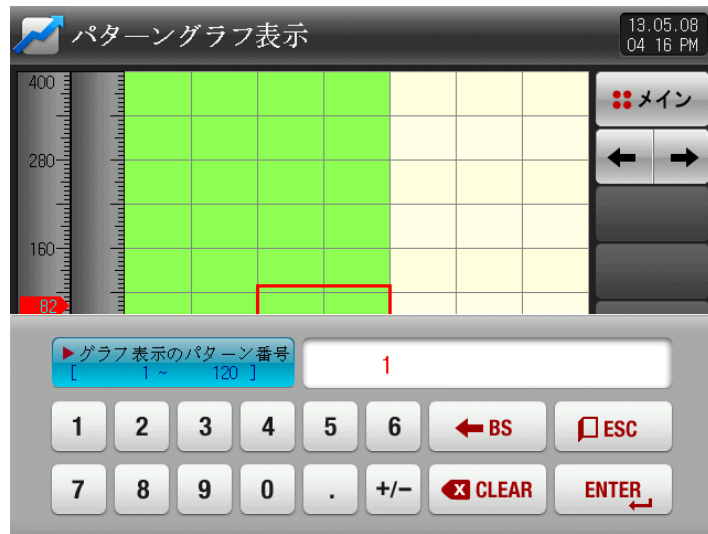 パターングラフ表示
13.05.08
04 16 PM
400
280
160
82
メイン
グラフ表示のパターン番号
[ 1 ~ 120 ]
1
1 2 3 4 5 6 BS ESC
7 8 9 0 . +/- CLEAR ENTER